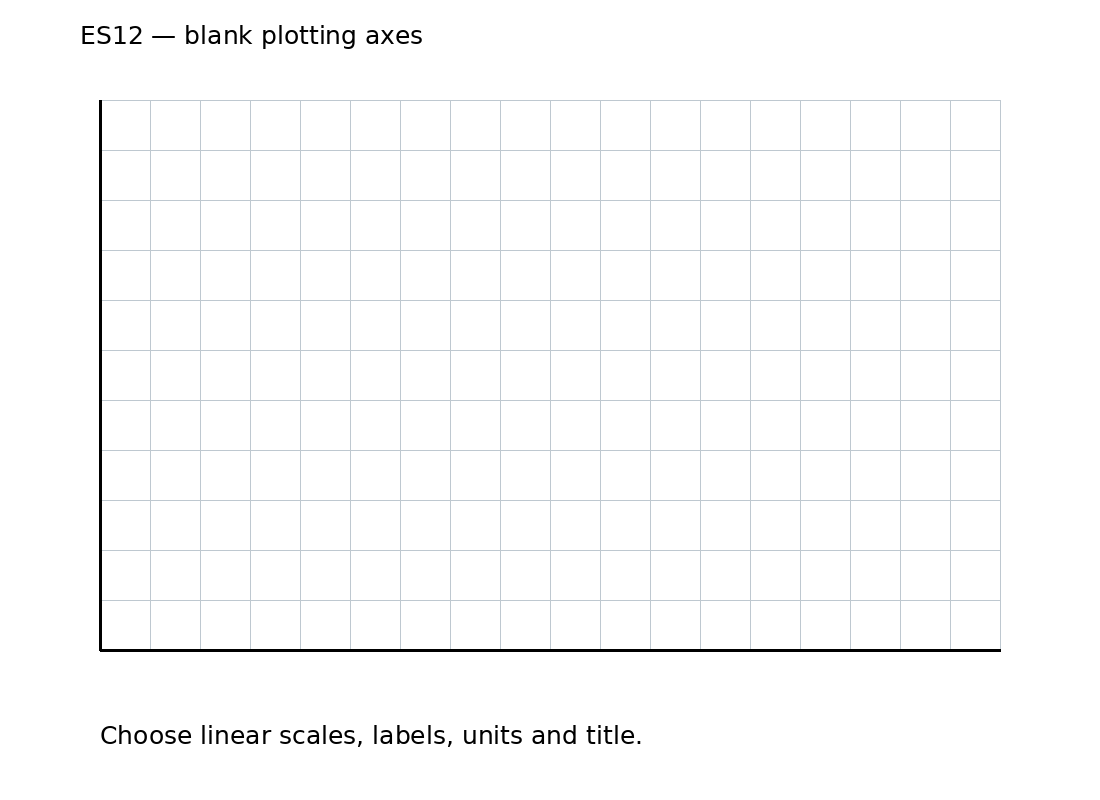 ES12 — blank plotting axes
Choose linear scales, labels, units and title.